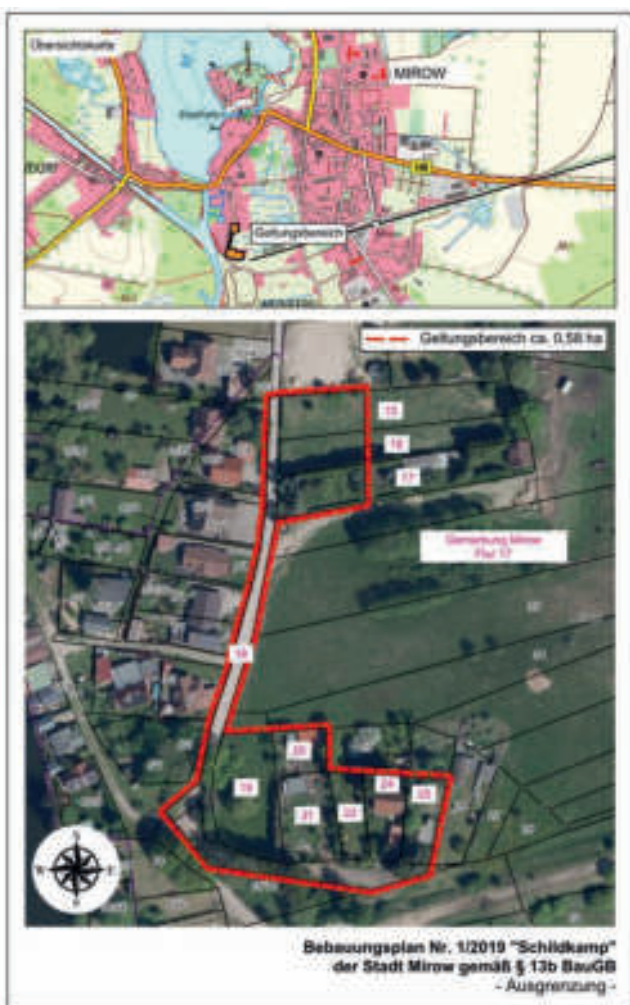 Übersichtskarte
MIROW
Geltungsbereich
Geltungsbereich ca. 0,58 ha
15
16
17
Gemarkung Mirow
Flur 17
18
20
19
21
22
24
25
N
W
E
S
Bebauungsplan Nr. 1/2019 "Schildkamp"
der Stadt Mirow gemäß § 13b BauGB
- Ausgrenzung -